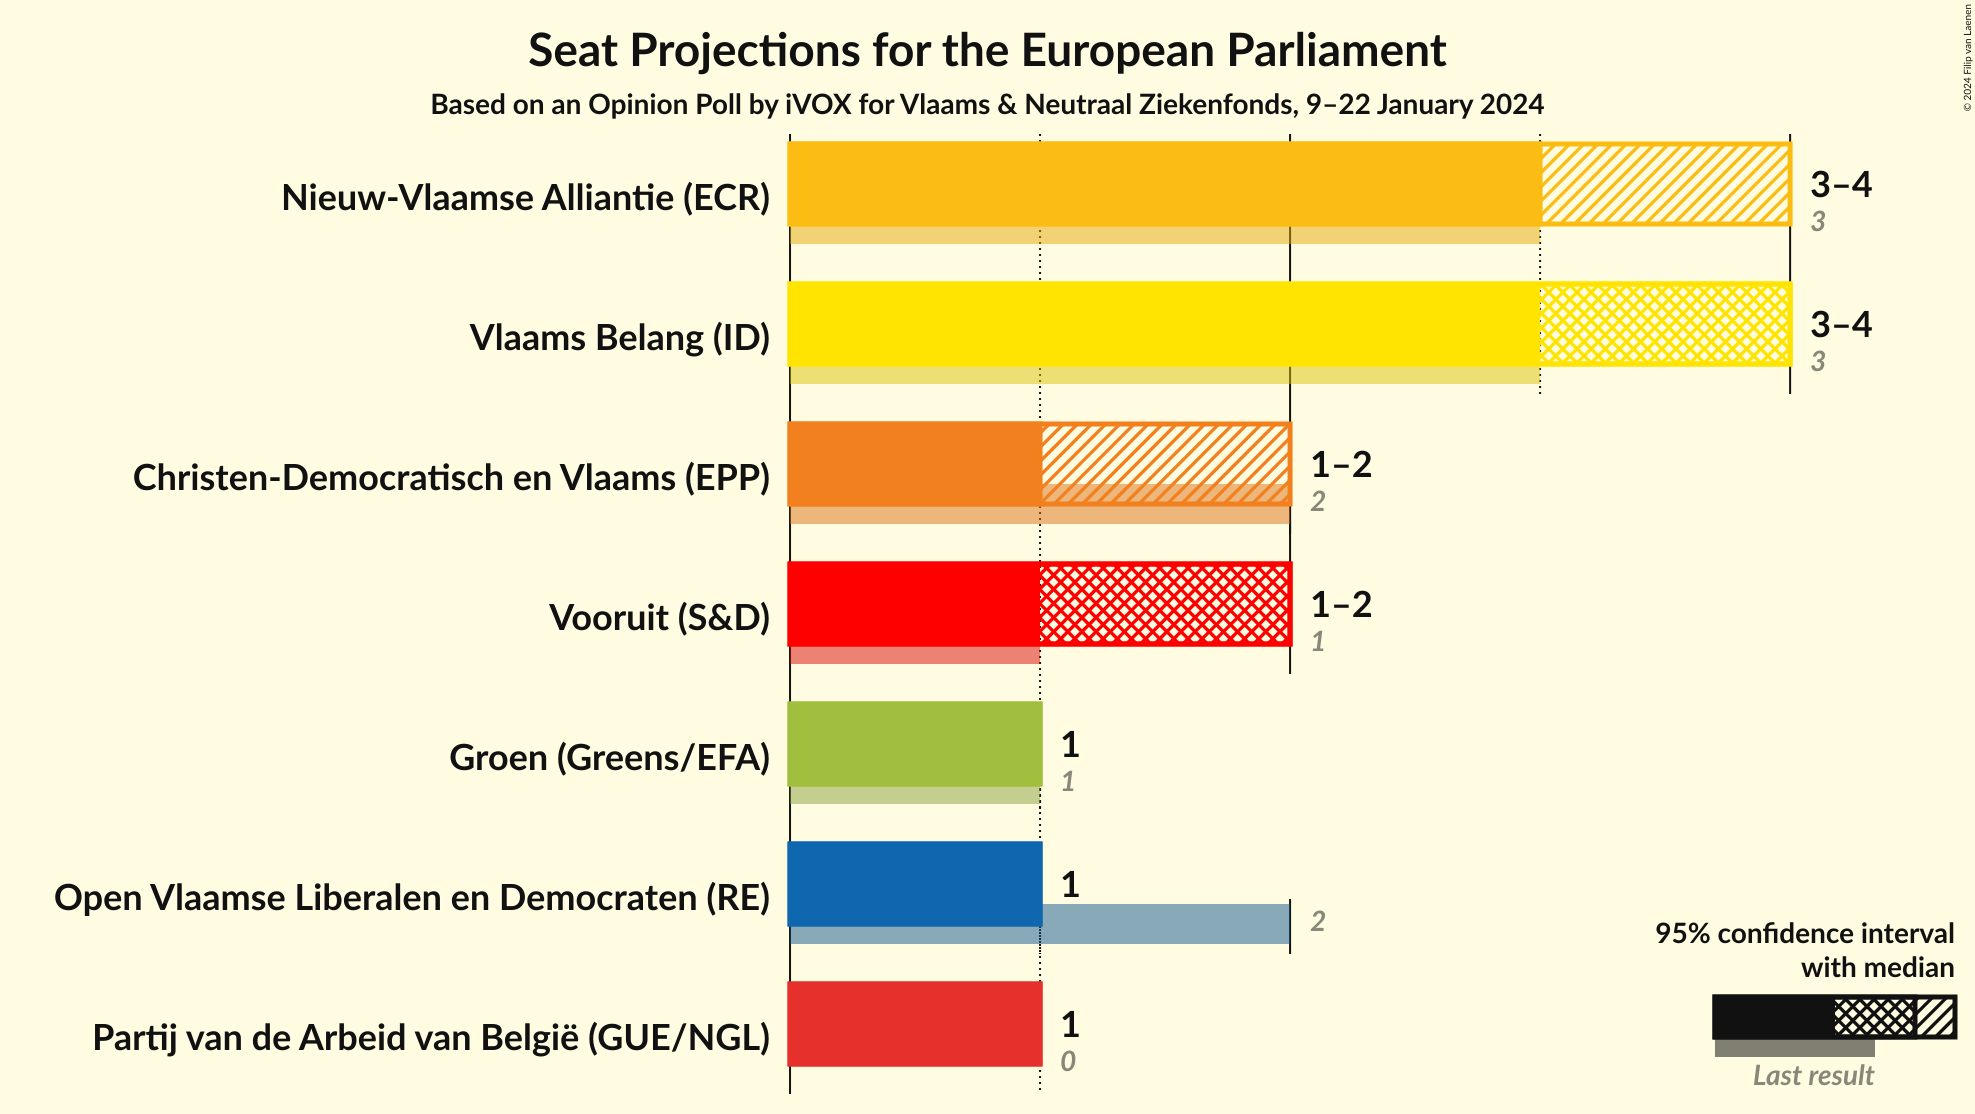 Seat Projections for the European Parliament
Based on an Opinion Poll by iVOX for Vlaams & Neutraal Ziekenfonds, 9–22 January 2024
© 2024 Filip van Laenen
Nieuw-Vlaamse Alliantie (ECR)
3–4
3
Vlaams Belang (ID)
3–4
3
Christen-Democratisch en Vlaams (EPP)
1–2
2
Vooruit (S&D)
1–2
1
Groen (Greens/EFA)
1
1
Open Vlaamse Liberalen en Democraten (RE)
1
2
Partij van de Arbeid van België (GUE/NGL)
1
0
95% confidence interval
with median
Last result